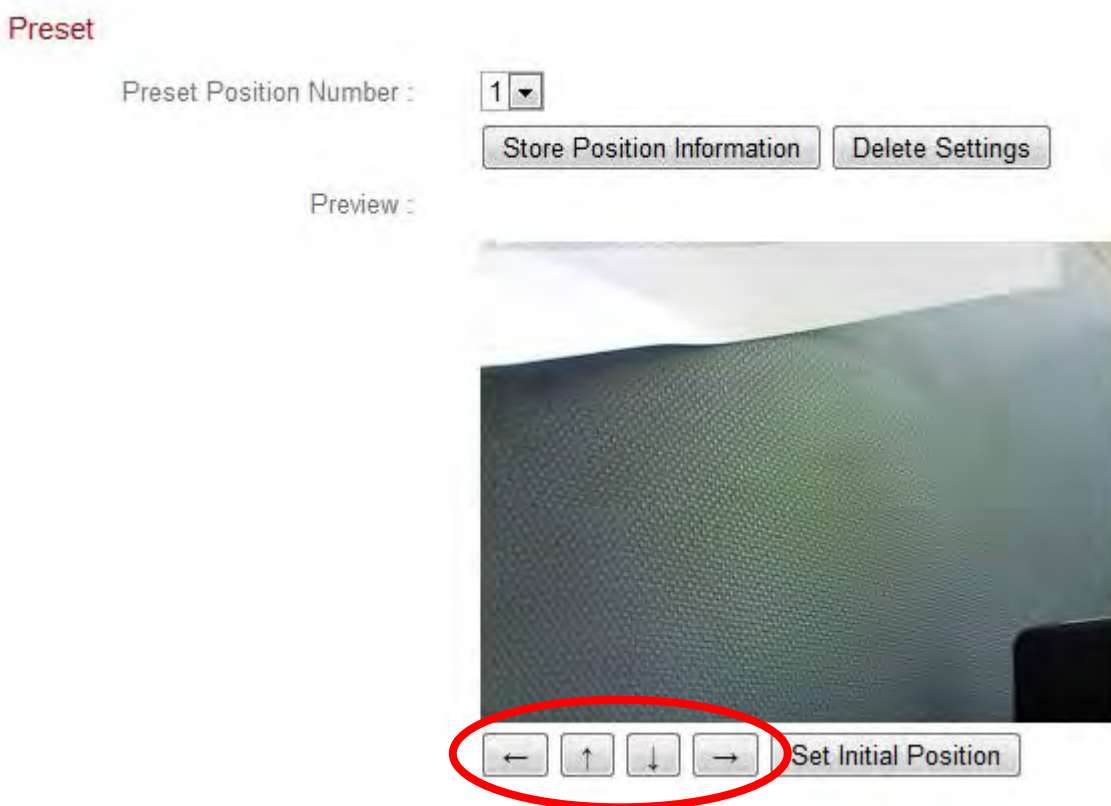 Preset
Preset Position Number : 1
Store Position Information Delete Settings
Preview :
← ↑ ↓ → Set Initial Position